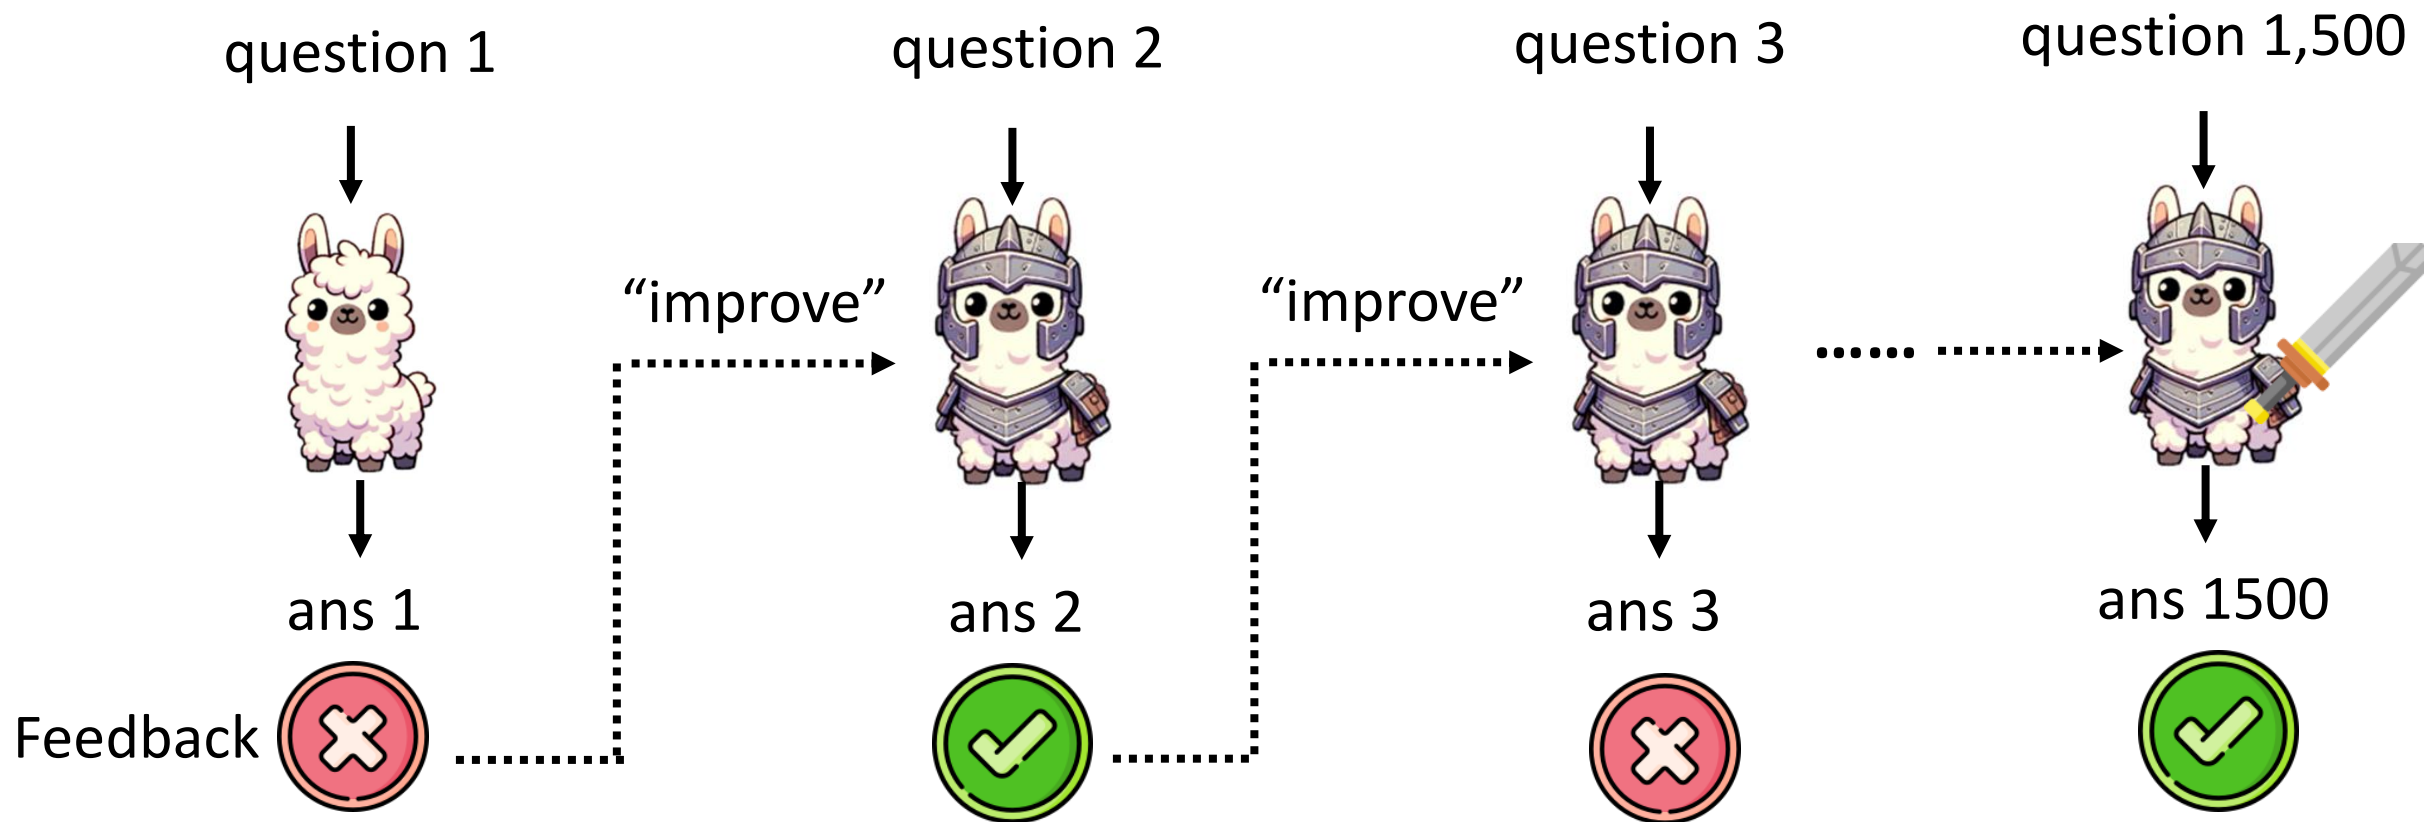 question 1
question 2
question 3
question 1,500
“improve”
“improve”
ans 1
ans 2
ans 3
ans 1500
Feedback